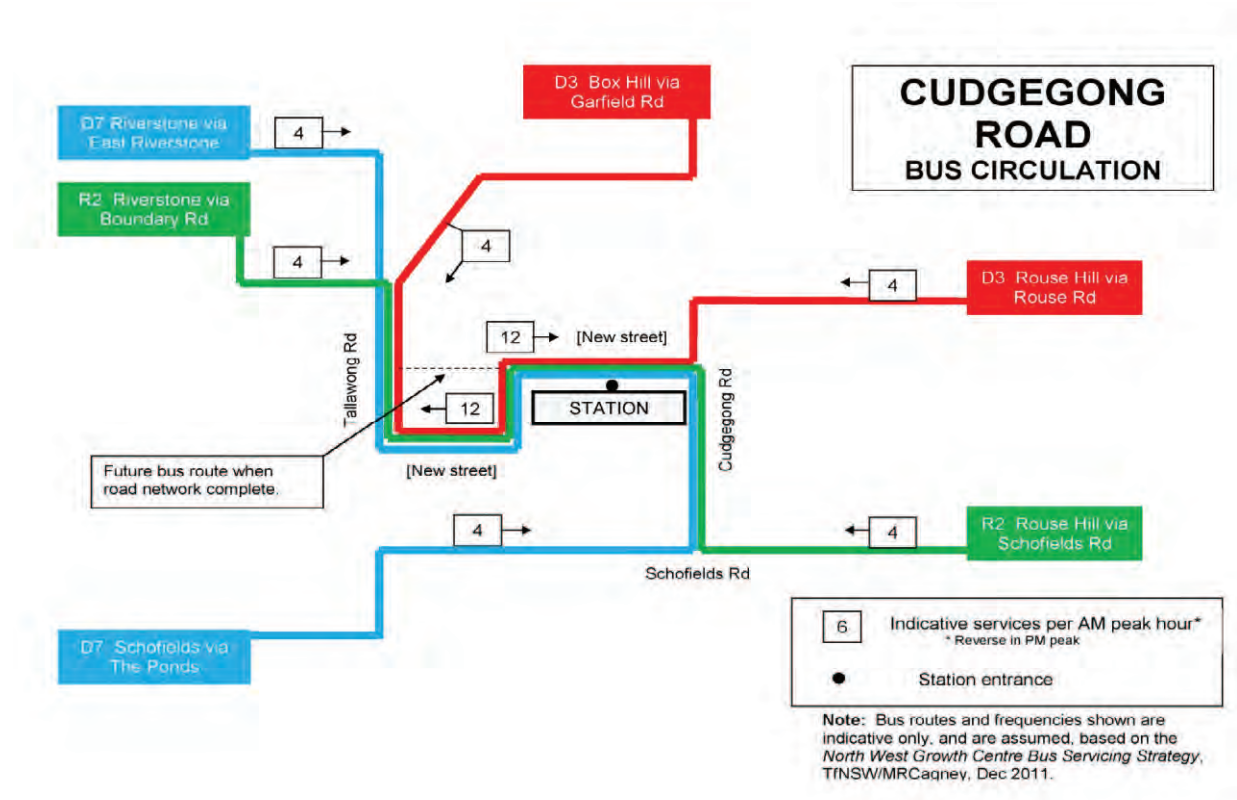 CUDGEGONG
ROAD
BUS CIRCULATION
D3 Box Hill via
Garfield Rd
D7 Riverstone via
East Riverstone
4
R2 Riverstone via
Boundary Rd
4
4
D3 Rouse Hill via
Rouse Rd
4
12
[New street]
Tallawong Rd
12
STATION
Cudgegong Rd
Future bus route when
road network complete.
[New street]
4
R2 Rouse Hill via
Schofields Rd
4
Schofields Rd
D7 Schofields via
The Ponds
6
Indicative services per AM peak hour*
* Reverse in PM peak
Station entrance
Note: Bus routes and frequencies shown are
indicative only, and are assumed, based on the
North West Growth Centre Bus Servicing Strategy,
TfNSW/MRCagney, Dec 2011.